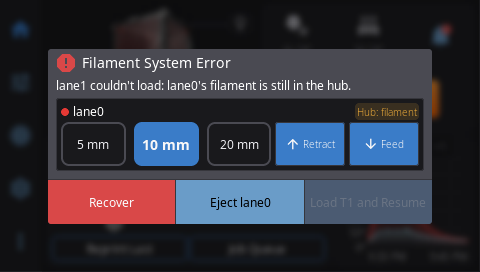 Filament System Error
lane1 couldn't load: lane0's filament is still in the hub.
lane0
Hub: filament
5 mm
10 mm
20 mm
Retract
Feed
Recover
Eject lane0
Load T1 and Resume